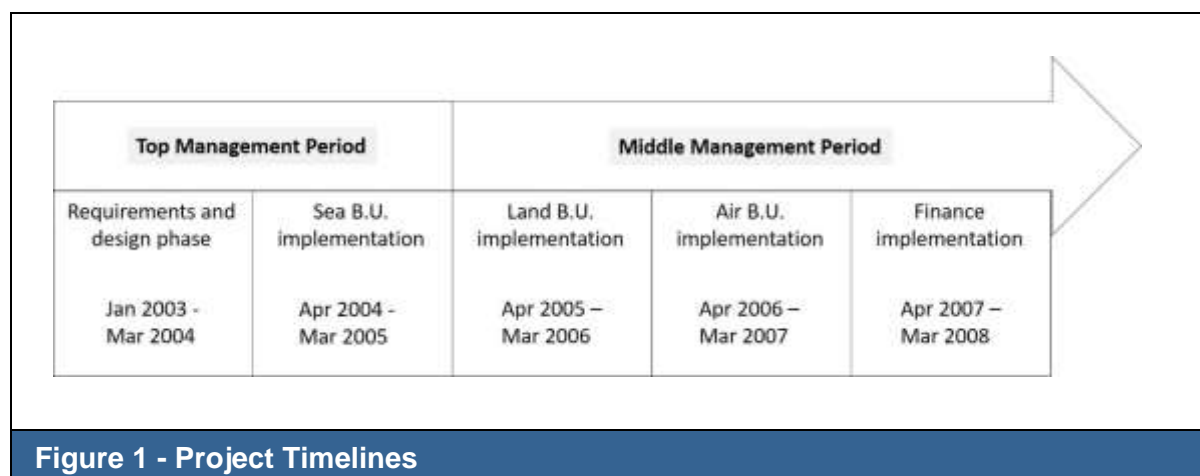 Top Management Period
Middle Management Period
Requirements and
design phase
Jan 2003 -
Mar 2004
Sea B.U.
implementation
Apr 2004 -
Mar 2005
Land B.U.
implementation
Apr 2005 –
Mar 2006
Air B.U.
implementation
Apr 2006 –
Mar 2007
Finance
implementation
Apr 2007 –
Mar 2008
Figure 1 - Project Timelines